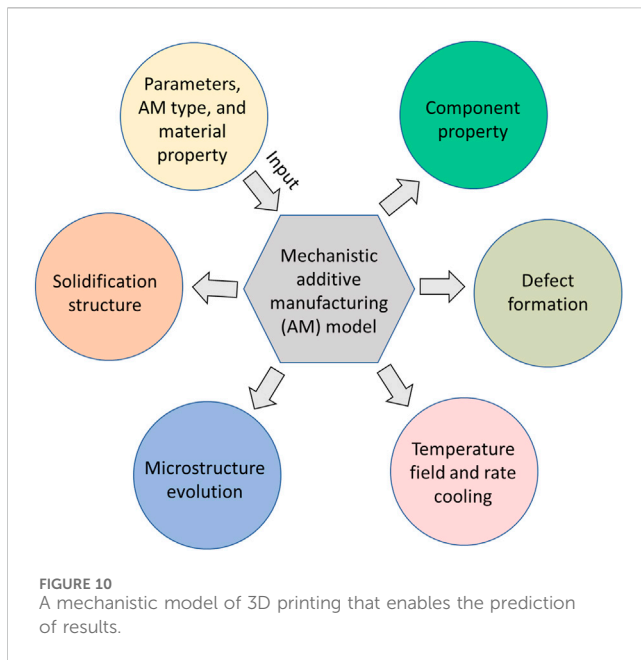 Parameters,
AM type, and
material
property
Input
Component
property
Solidification
structure
Mechanistic
additive
manufacturing
(AM) model
Defect
formation
Microstructure
evolution
Temperature
field and rate
cooling
FIGURE 10
A mechanistic model of 3D printing that enables the prediction
of results.